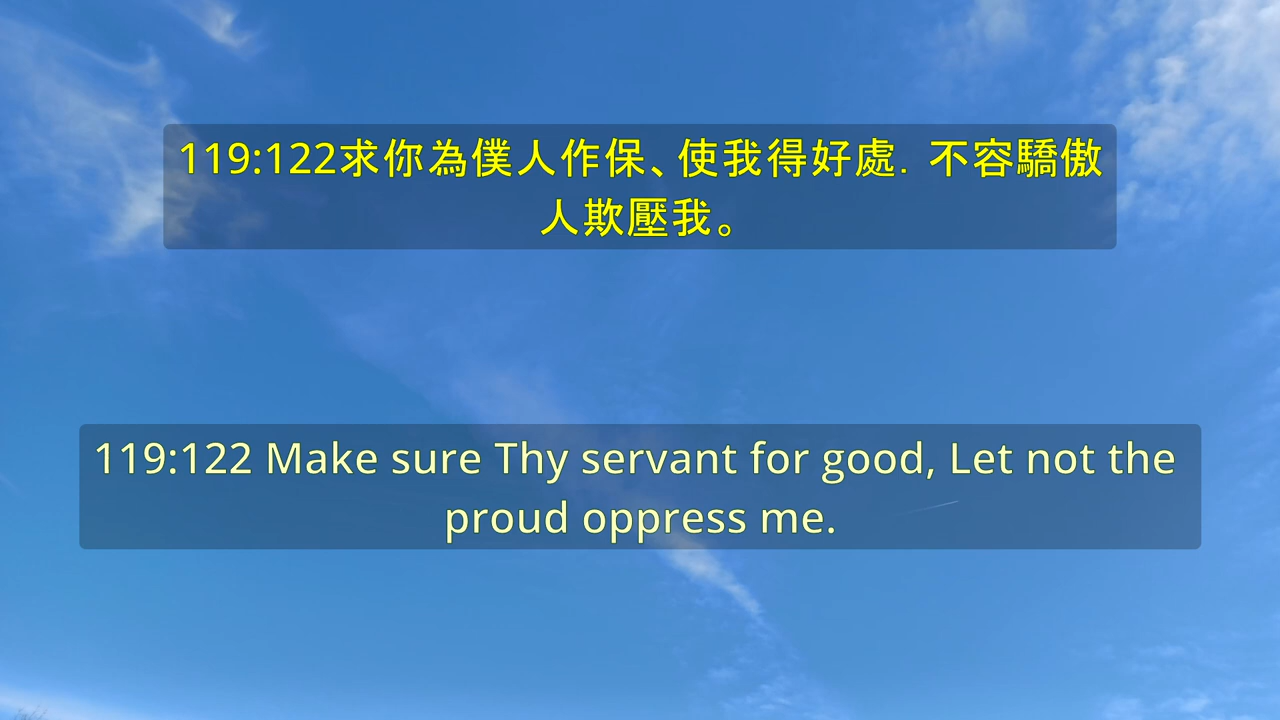 119:122求你為僕人作保、使我得好處．不容驕傲
人欺壓我。
119:122 Make sure Thy servant for good, Let not the
proud oppress me.